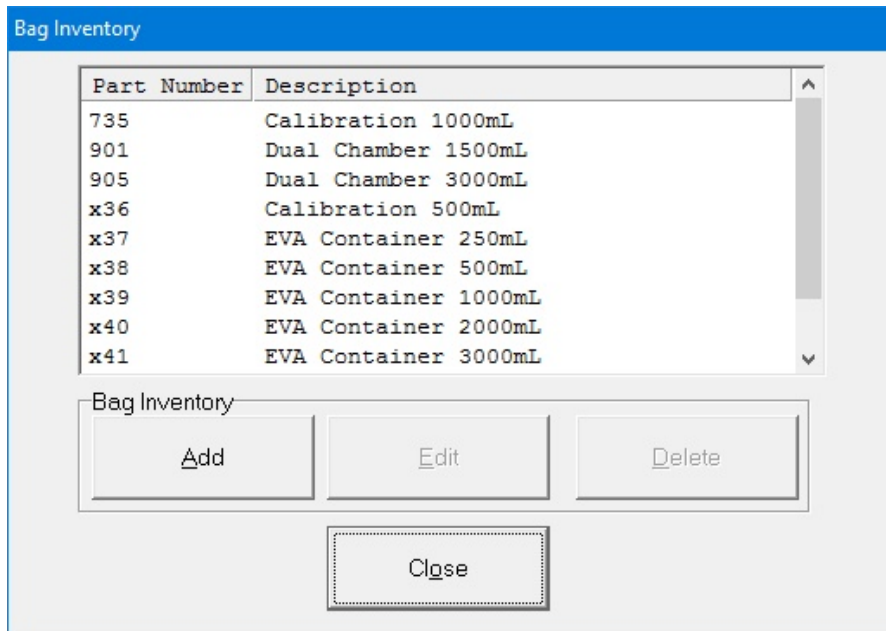 Bag Inventory
Part Number Description
735 Calibration 1000mL
901 Dual Chamber 1500mL
905 Dual Chamber 3000mL
x36 Calibration 500mL
x37 EVA Container 250mL
x38 EVA Container 500mL
x39 EVA Container 1000mL
x40 EVA Container 2000mL
x41 EVA Container 3000mL
Bag Inventory
Add Edit Delete
Close